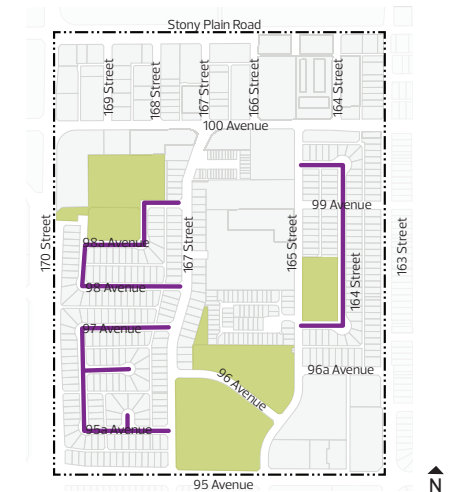 Stony Plain Road
169 Street
168 Street
167 Street
166 Street
164 Street
100 Avenue
99 Avenue
170 Street
98a Avenue
167 Street
165 Street
164 Street
163 Street
98 Avenue
97 Avenue
96 Avenue
96a Avenue
95a Avenue
95 Avenue
N